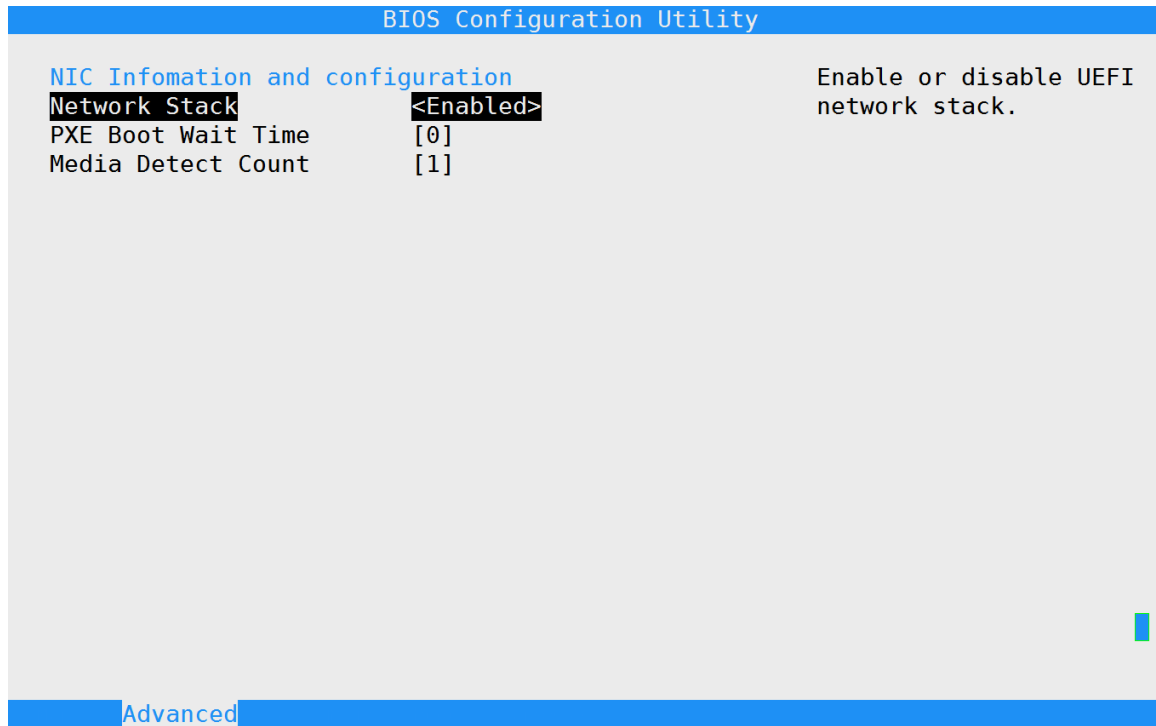 BIOS Configuration Utility
NIC Infomation and configuration
Network Stack <Enabled>
PXE Boot Wait Time [0]
Media Detect Count [1]
Enable or disable UEFI
network stack.
Advanced